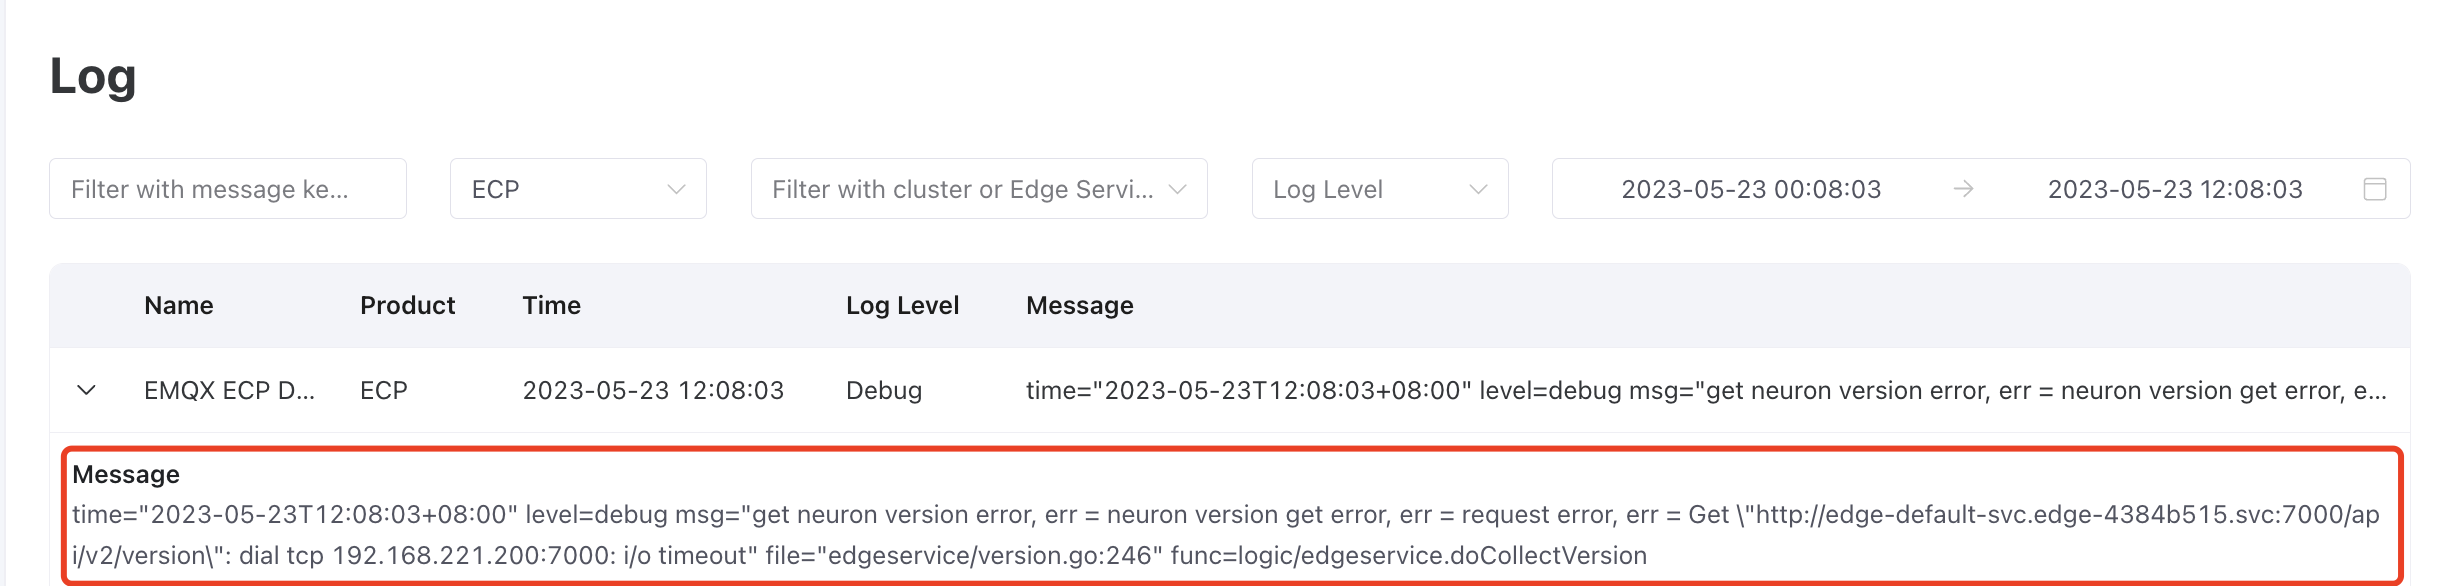 Log
Filter with message ke...
ECP
Filter with cluster or Edge Servi...
Log Level
2023-05-23 00:08:03 → 2023-05-23 12:08:03
Name Product Time Log Level Message
EMQX ECP D... ECP 2023-05-23 12:08:03 Debug time="2023-05-23T12:08:03+08:00" level=debug msg="get neuron version error, err = neuron version get error, e...
Message
time="2023-05-23T12:08:03+08:00" level=debug msg="get neuron version error, err = neuron version get error, err = request error, err = Get \"http://edge-default-svc.edge-4384b515.svc:7000/ap
i/v2/version\": dial tcp 192.168.221.200:7000: i/o timeout" file="edgeservice/version.go:246" func=logic/edgeservice.doCollectVersion